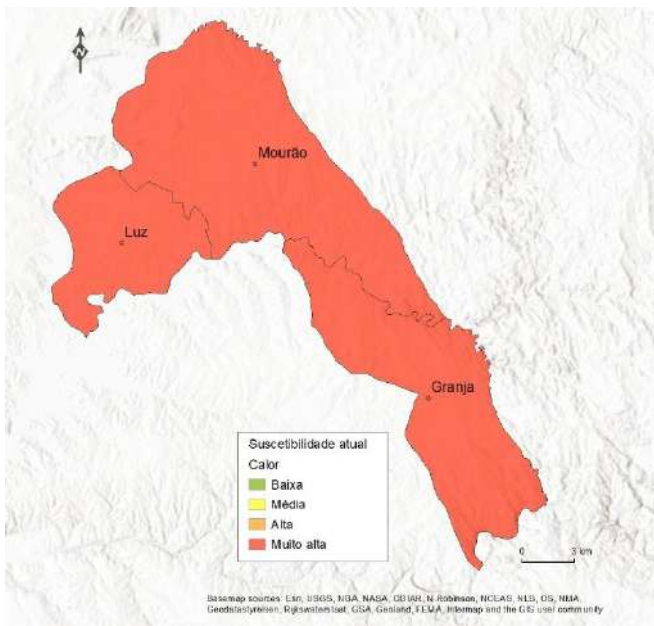 N
Mourão
Luz
Granja
Suscetibilidade atual
Calor
Baixa
Média
Alta
Muito alta
0 3 km
Basemap sources: Esri, USGS, NGA, NASA, CGIAR, N Robinson, NCEAS, NLS, OS, NMA,
Geodatastyrelsen, Rijkswaterstaat, GSA, Geoland, FEMA, Intermap and the GIS user community